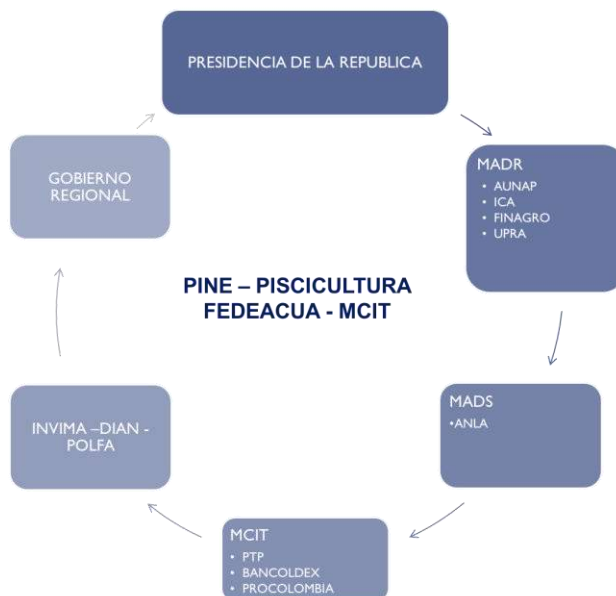 PRESIDENCIA DE LA REPUBLICA
MADR
• AUNAP
• ICA
• FINAGRO
• UPRA
MADS
•ANLA
MCIT
• PTP
• BANCOLDEX
• PROCOLOMBIA
INVIMA –DIAN -
POLFA
GOBIERNO
REGIONAL
PINE – PISCICULTURA
FEDEACUA - MCIT